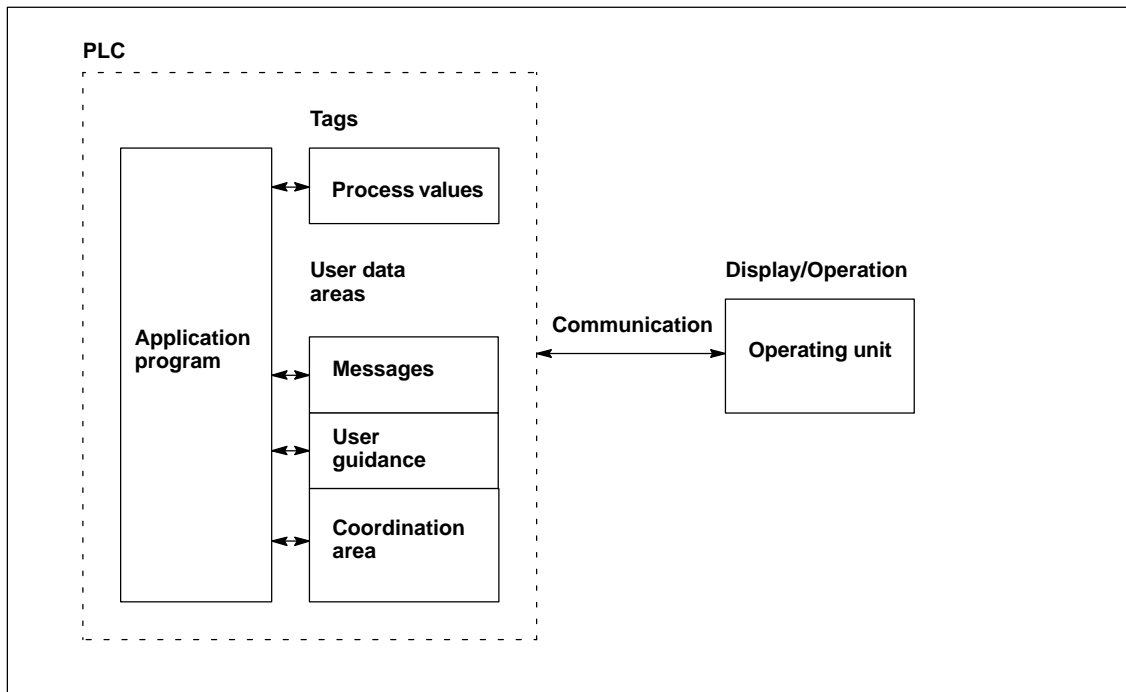 PLC
Tags
Process values
User data
areas
Application
program
Messages
User
guidance
Coordination
area
Communication
Display/Operation
Operating unit